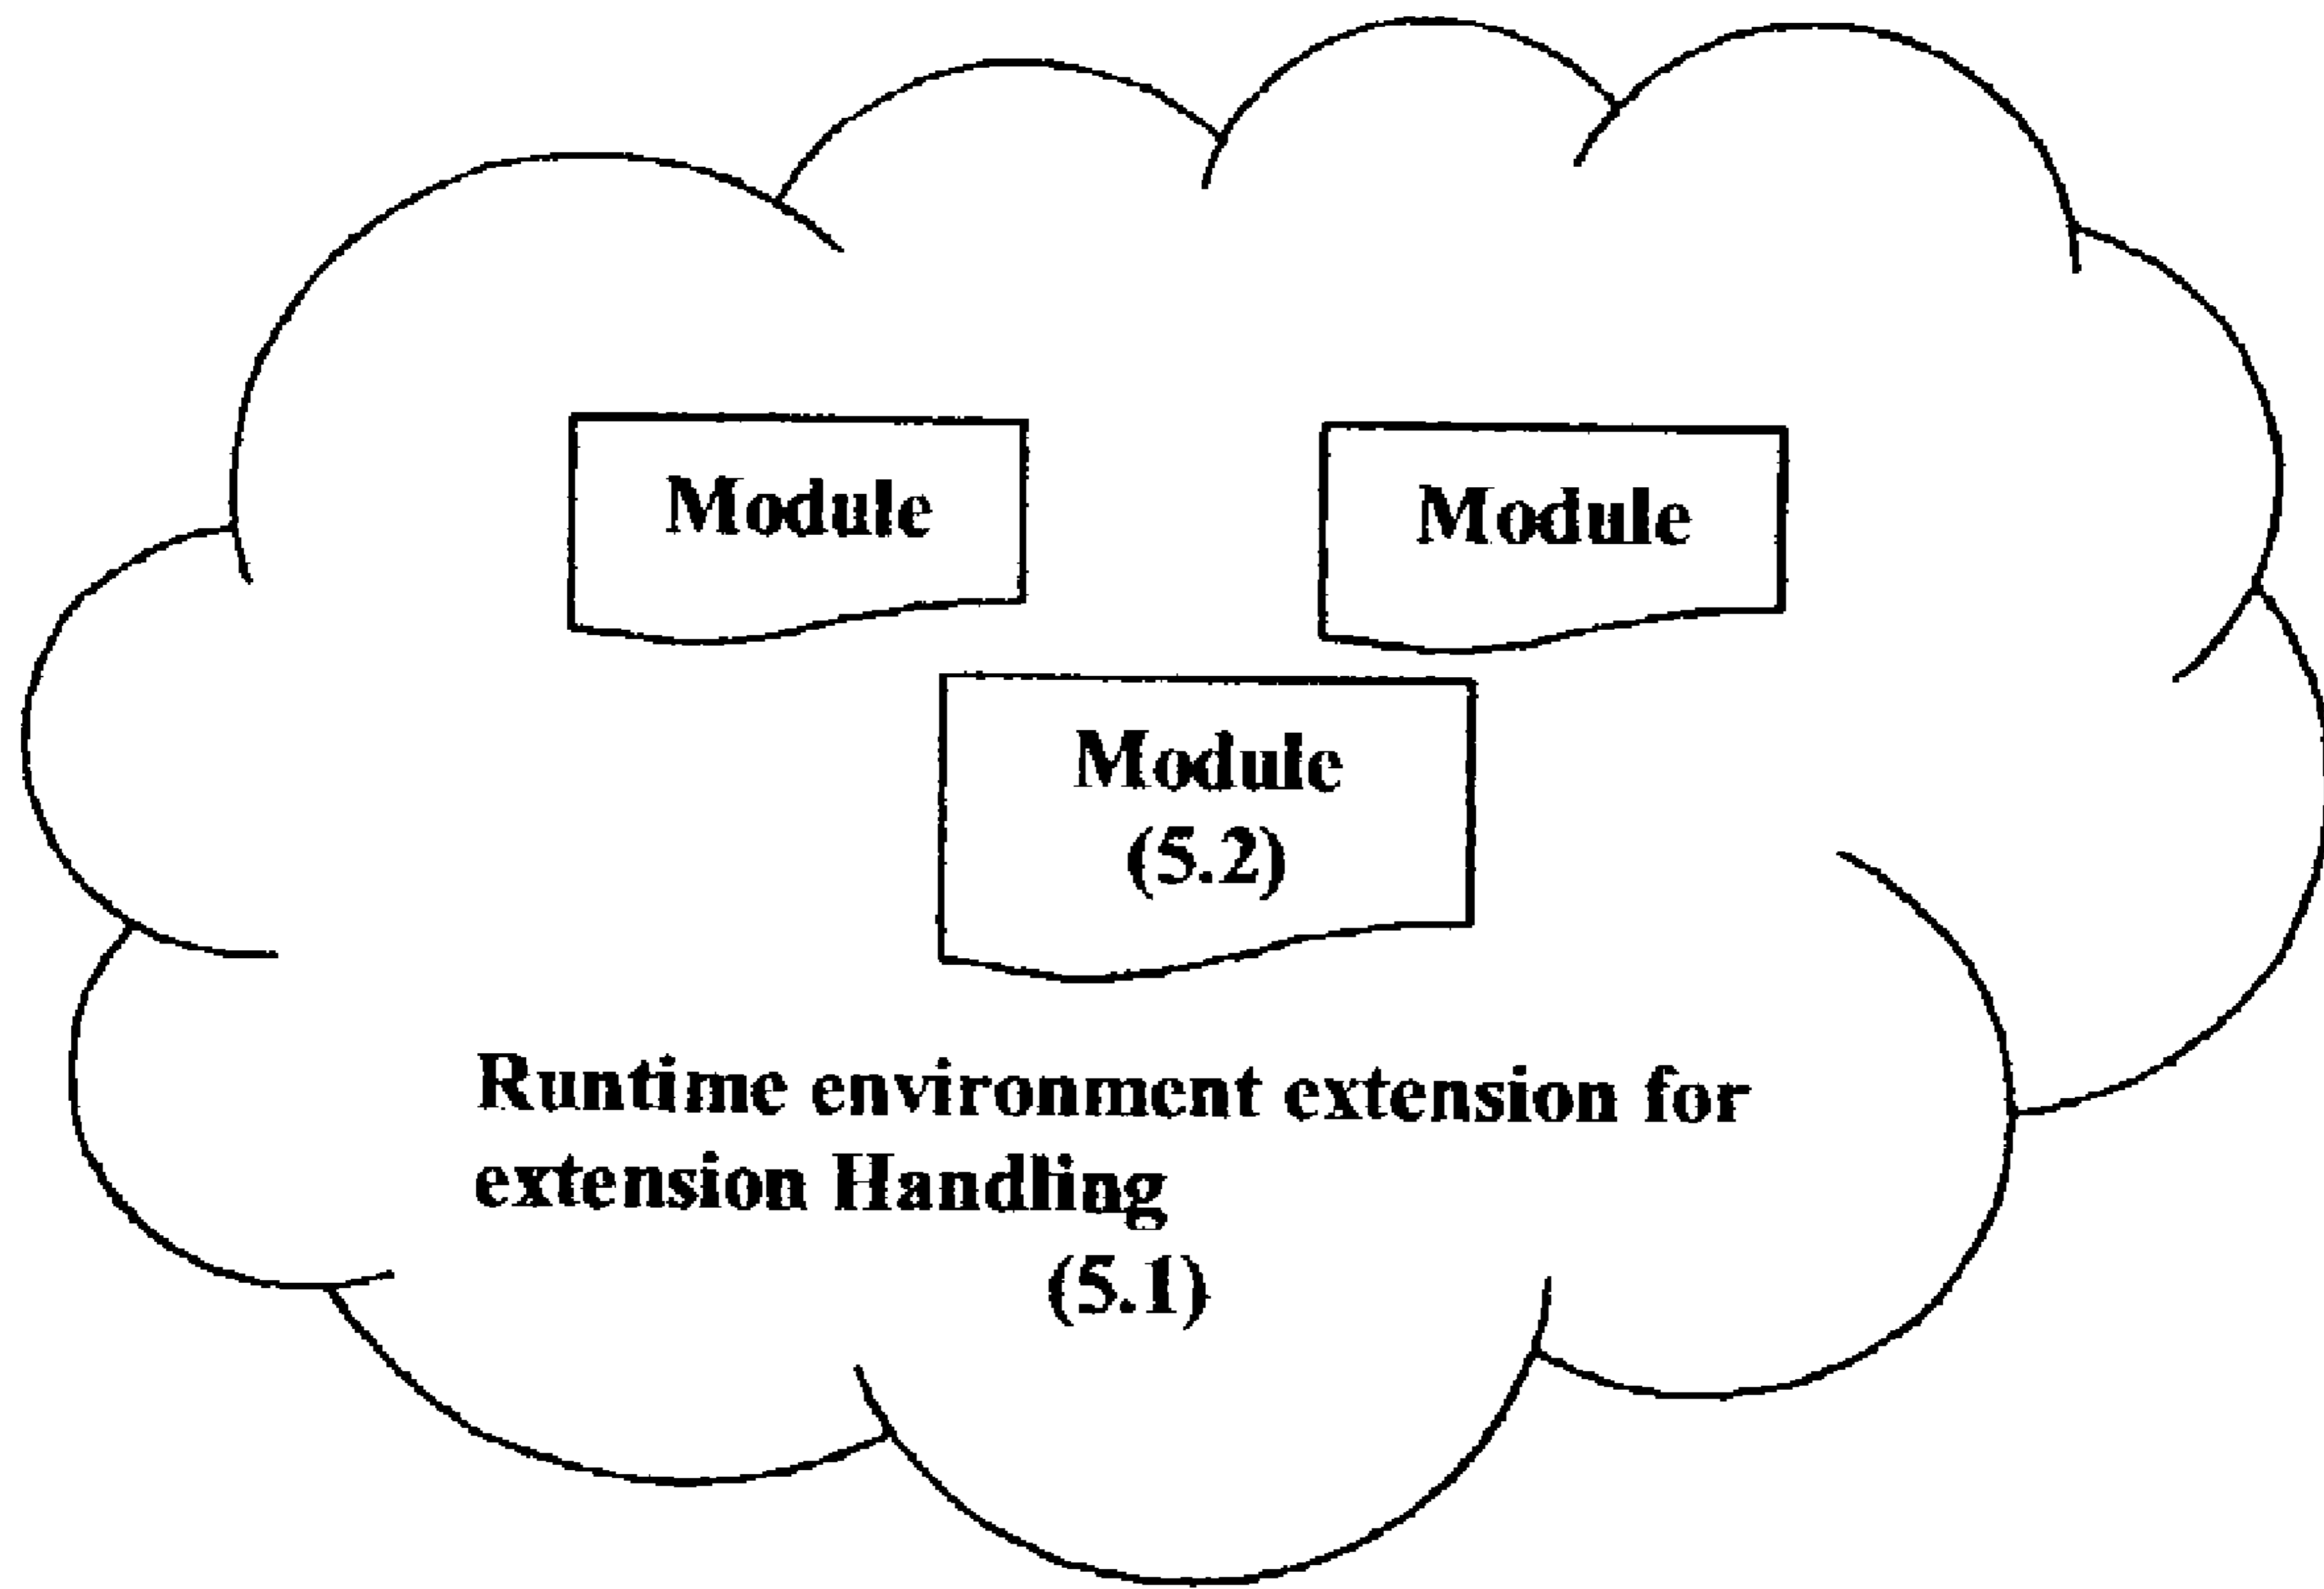 Module
Module
Module
(5.2)
Runtime environment extension for
extension Handling
(5.1)